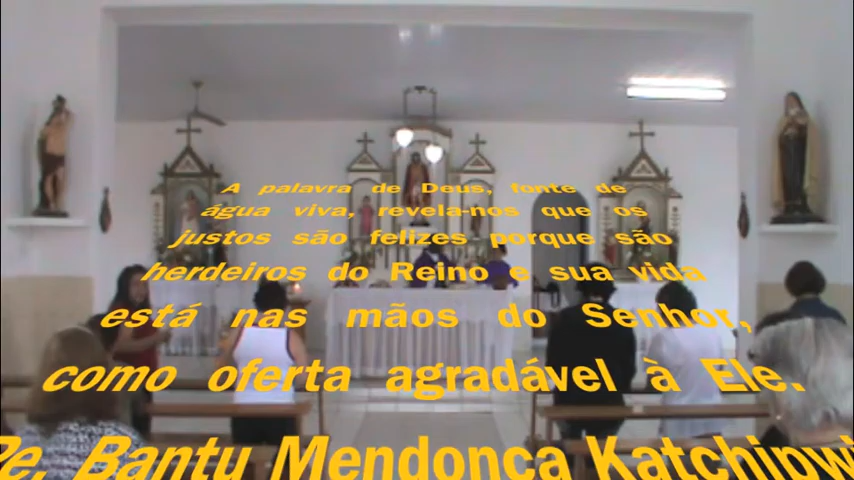 A palavra de Deus, fonte de
água viva, revela-nos que os
justos são felizes porque são
herdeiros do Reino e sua vida
está nas mãos do Senhor,
como oferta agradável à Ele.
Pe. Bantu Mendonça Katchipwi